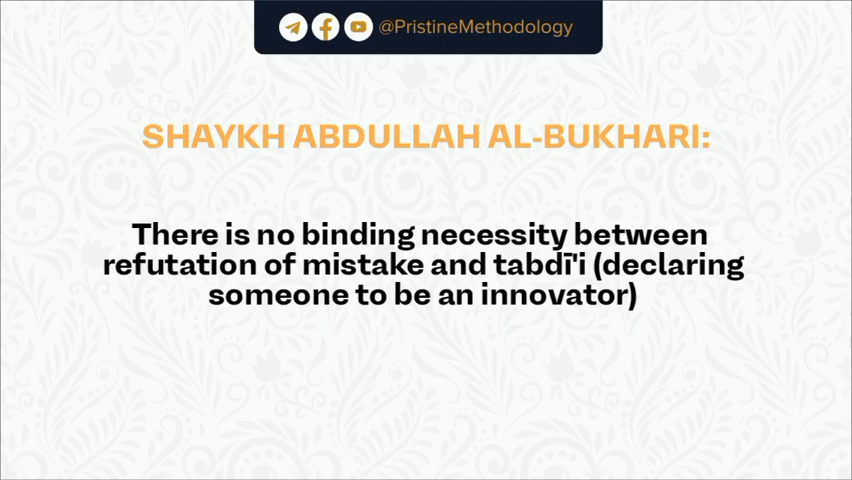 @PristineMethodology
SHAYKH ABDULLAH AL-BUKHARI:
There is no binding necessity between
refutation of mistake and tabdī'i (declaring
someone to be an innovator)